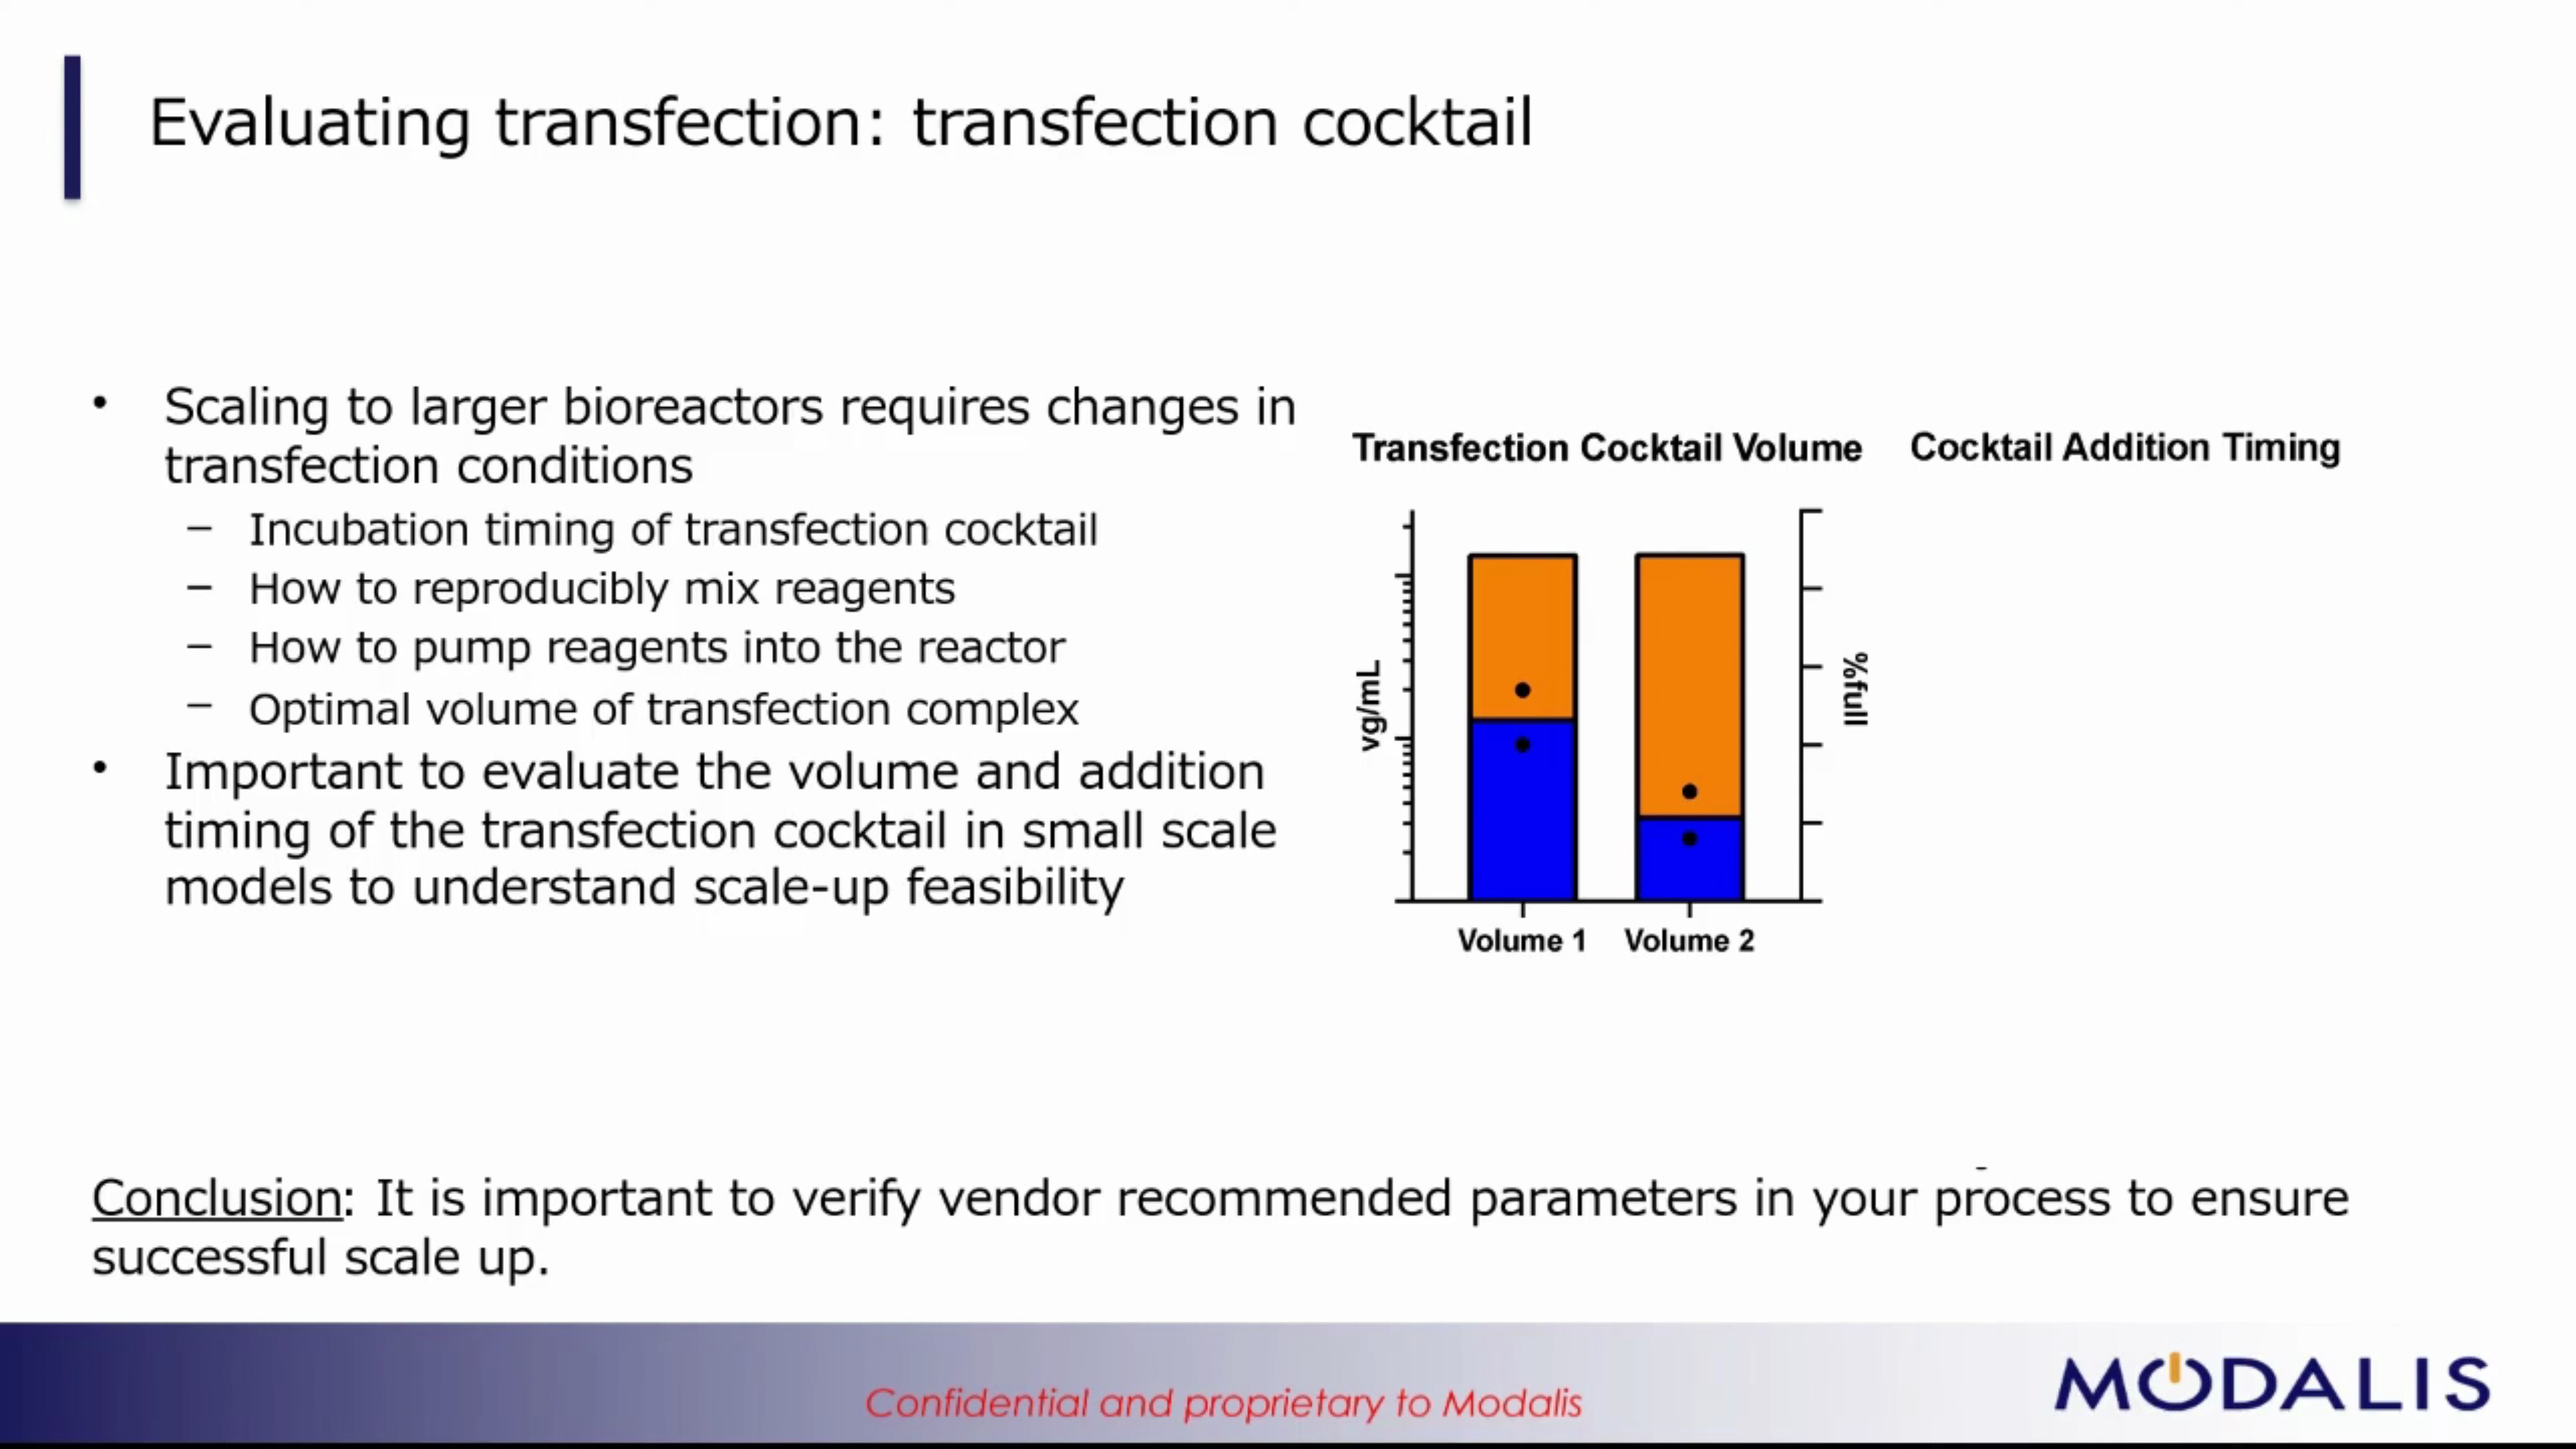 Evaluating transfection: transfection cocktail
• Scaling to larger bioreactors requires changes in
transfection conditions
– Incubation timing of transfection cocktail
– How to reproducibly mix reagents
– How to pump reagents into the reactor
– Optimal volume of transfection complex
• Important to evaluate the volume and addition
timing of the transfection cocktail in small scale
models to understand scale-up feasibility
Transfection Cocktail Volume
Cocktail Addition Timing
vg/mL
%full
Volume 1
Volume 2
Conclusion: It is important to verify vendor recommended parameters in your process to ensure
successful scale up.
Confidential and proprietary to Modalis
MODALIS